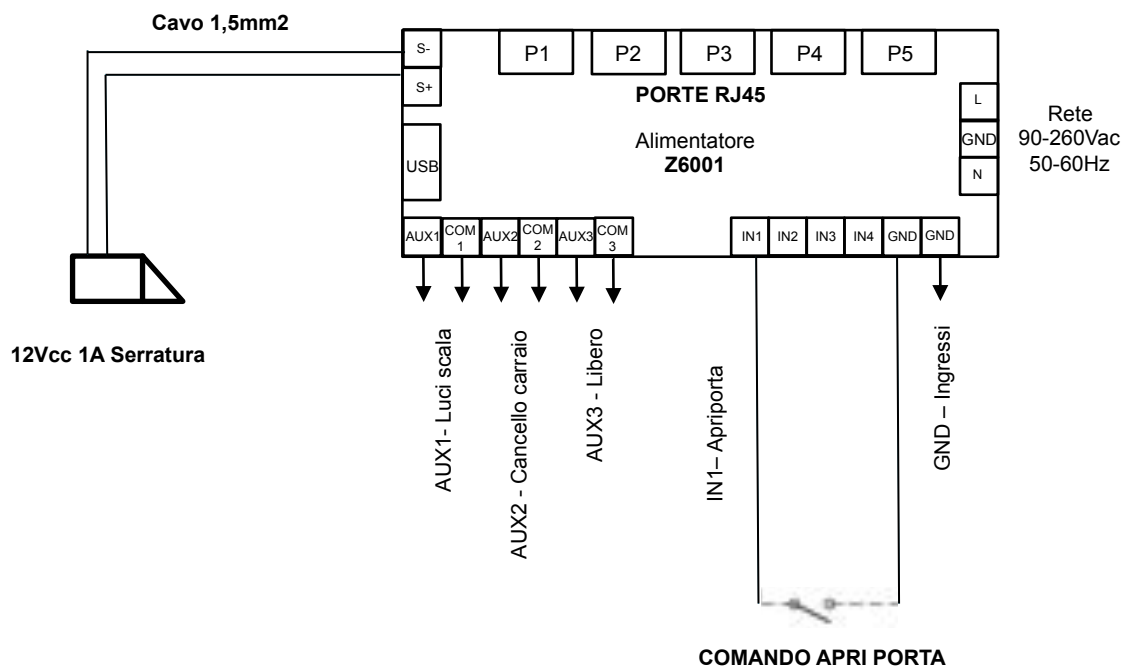 Cavo 1,5mm2
S-
S+
USB
P1
P2
P3
P4
P5
PORTE RJ45
Alimentatore
Z6001
L
GND
N
Rete
90-260Vac
50-60Hz
AUX1
COM
1
AUX2
COM
2
AUX3
COM
3
IN1
IN2
IN3
IN4
GND
GND
12Vcc 1A Serratura
AUX1- Luci scala
AUX2 - Cancello carraio
AUX3 - Libero
IN1– Apriporta
GND – Ingressi
COMANDO APRI PORTA